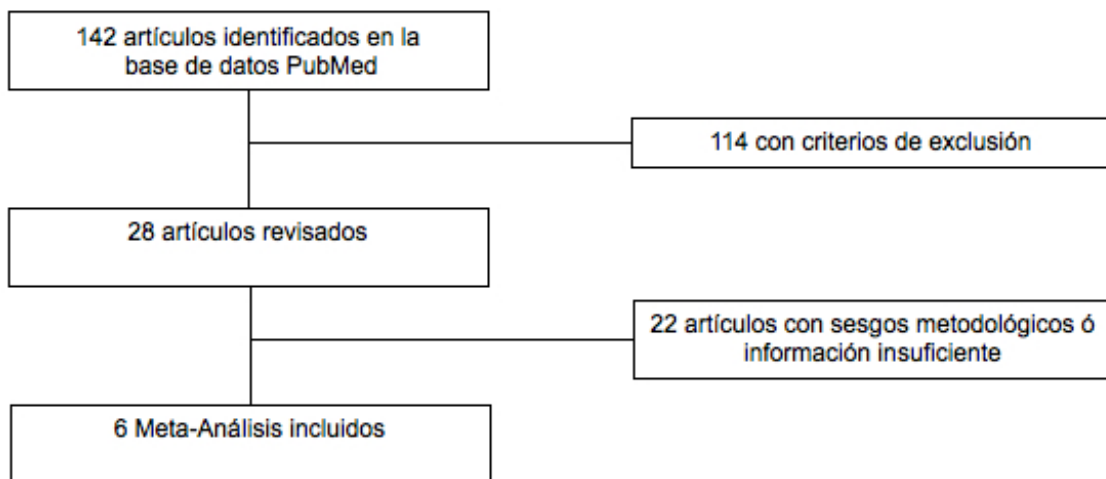 142 artículos identificados en la
base de datos PubMed
114 con criterios de exclusión
28 artículos revisados
22 artículos con sesgos metodológicos ó
información insuficiente
6 Meta-Análisis incluidos